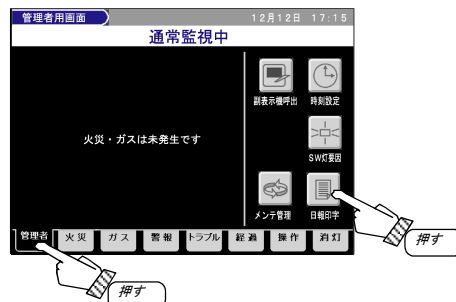 管理者用画面
12月12日 17:15
通常監視中
火災・ガスは未発生です
副表示機呼出
時刻設定
SW灯要因
メンテ管理
日報印字
管理者
火災
ガス
警報
トラブル
経過
操作
消灯
押す
押す